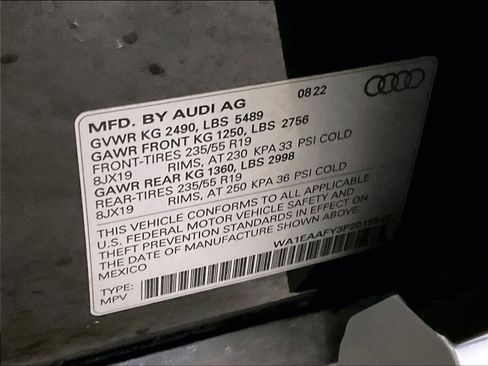 MFD. BY AUDI AG 08 22
GVWR KG 2490, LBS 5489
GAWR FRONT KG 1250, LBS 2756
FRONT-TIRES 235/55 R19
8JX19 RIMS, AT 230 KPA 33 PSI COLD
GAWR REAR KG 1360, LBS 2998
REAR-TIRES 235/55 R19
8JX19 RIMS, AT 250 KPA 36 PSI COLD
THIS VEHICLE CONFORMS TO ALL APPLICABLE
U.S. FEDERAL MOTOR VEHICLE SAFETY AND
THEFT PREVENTION STANDARDS IN EFFECT ON
THE DATE OF MANUFACTURE SHOWN ABOVE.
MEXICO
TYPE:
MPV